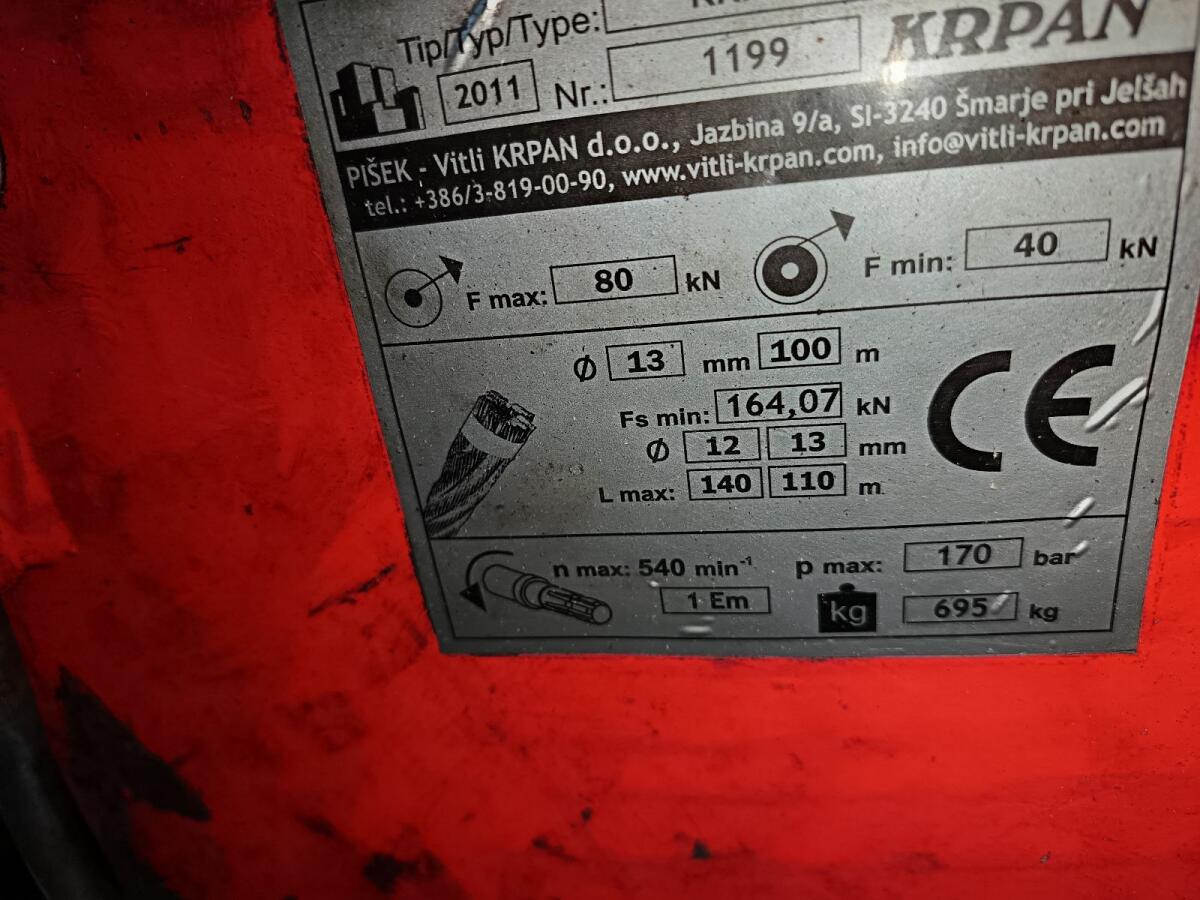 Tip/Typ/Type:
KRPAN
2011 Nr.: 1199
PIŠEK - Vitli KRPAN d.o.o., Jazbina 9/a, SI-3240 Šmarje pri Jelšah
tel.: +386/3-819-00-90, www.vitli-krpan.com, info@vitli-krpan.com
F max: 80 kN F min: 40 kN
Ø 13 mm 100 m
Fs min: 164,07 kN
Ø 12 13 mm
L max: 140 110 m
CE
n max: 540 min⁻¹ p max: 170 bar
1 Em kg 695 kg